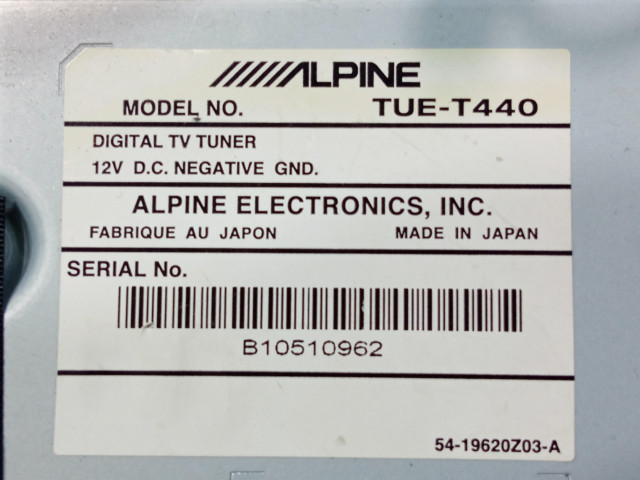 ALPINE
MODEL NO. TUE-T440
DIGITAL TV TUNER
12V D.C. NEGATIVE GND.
ALPINE ELECTRONICS, INC.
FABRIQUE AU JAPON MADE IN JAPAN
SERIAL No.
B10510962
54-19620Z03-A